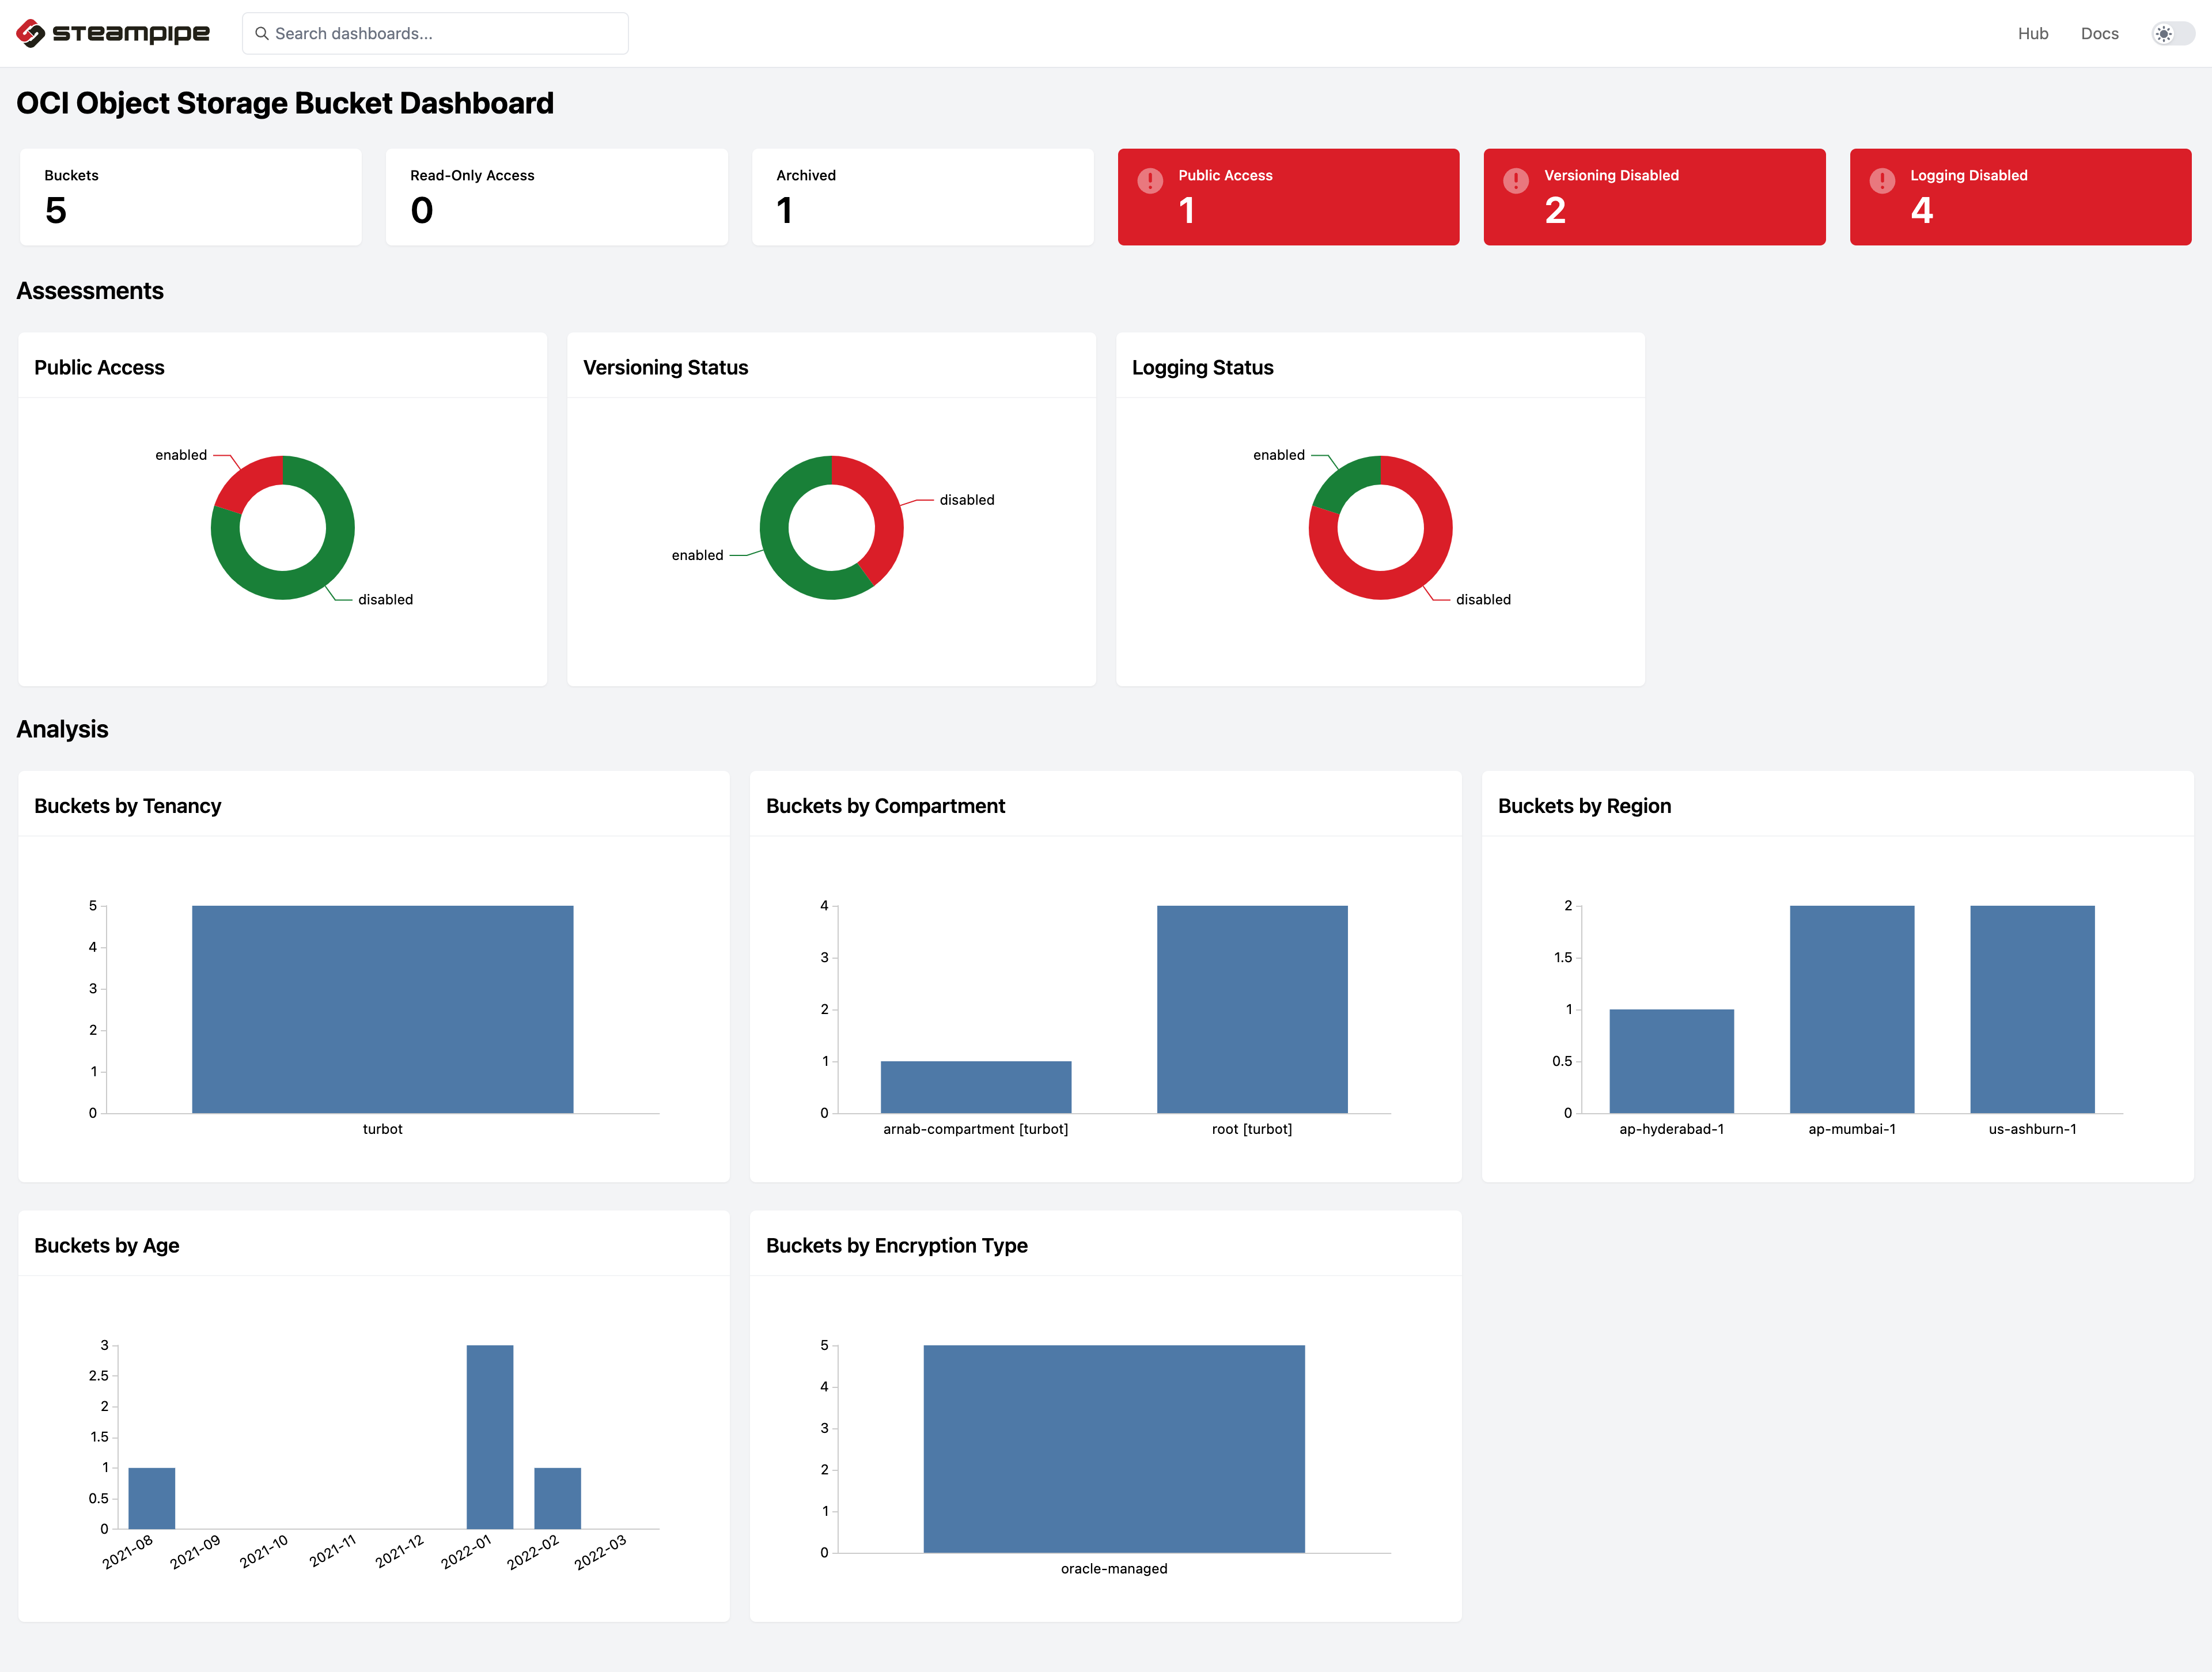 steampipe
Search dashboards...
Hub
Docs
OCI Object Storage Bucket Dashboard
Buckets
5
Read-Only Access
0
Archived
1
Public Access
1
Versioning Disabled
2
Logging Disabled
4
Assessments
Public Access
enabled
disabled
Versioning Status
disabled
enabled
Logging Status
enabled
disabled
Analysis
Buckets by Tenancy
5
4
3
2
1
0
turbot
Buckets by Compartment
4
3
2
1
0
arnab-compartment [turbot]
root [turbot]
Buckets by Region
2
1.5
1
0.5
0
ap-hyderabad-1
ap-mumbai-1
us-ashburn-1
Buckets by Age
3
2.5
2
1.5
1
0.5
0
2021-08
2021-09
2021-10
2021-11
2021-12
2022-01
2022-02
2022-03
Buckets by Encryption Type
5
4
3
2
1
0
oracle-managed